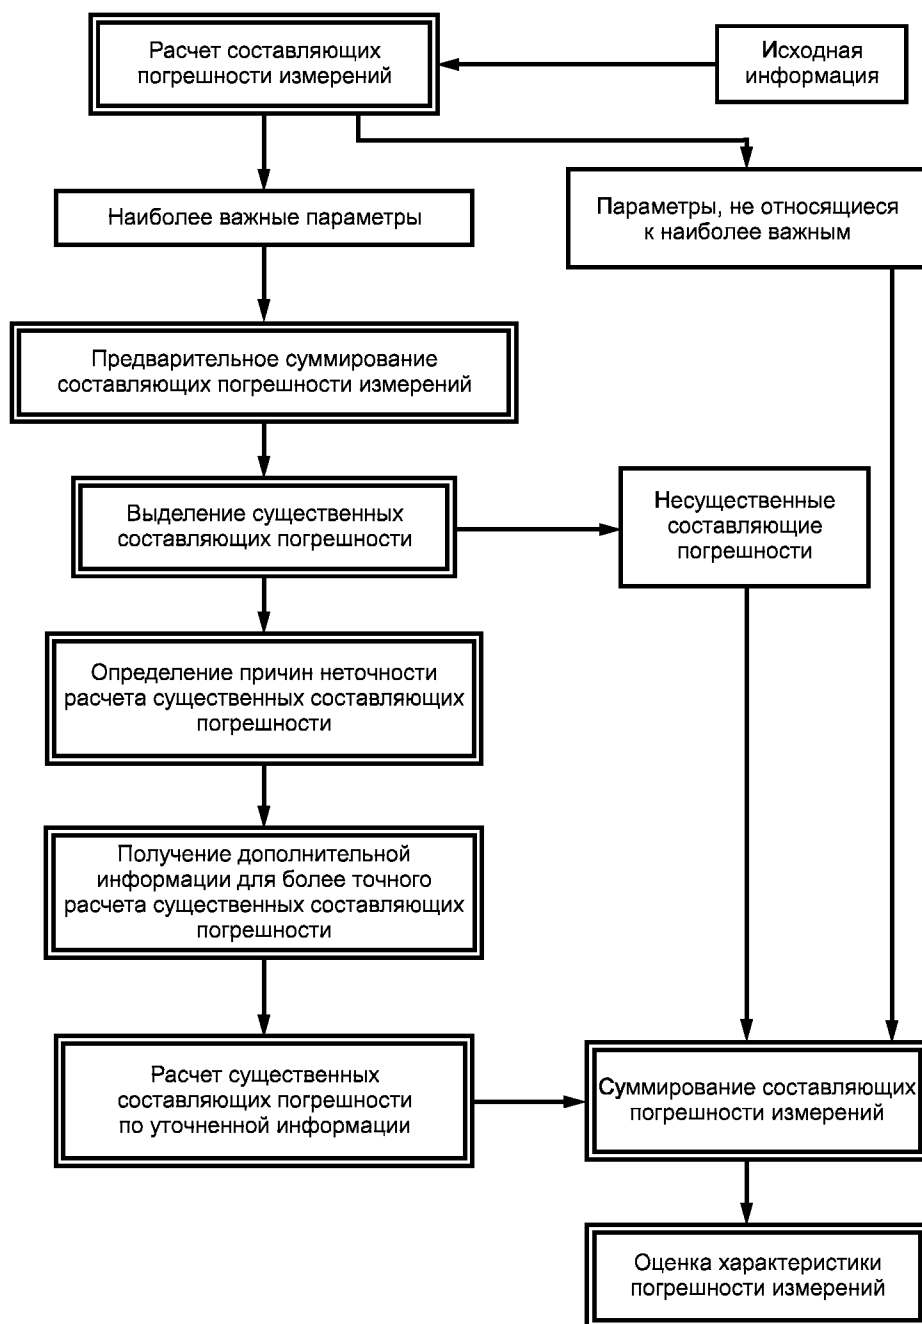 Расчет составляющих
погрешности измерений
Исходная
информация
Наиболее важные параметры
Параметры, не относящиеся
к наиболее важным
Предварительное суммирование
составляющих погрешности измерений
Выделение существенных
составляющих погрешности
Несущественные
составляющие
погрешности
Определение причин неточности
расчета существенных составляющих
погрешности
Получение дополнительной
информации для более точного
расчета существенных составляющих
погрешности
Расчет существенных
составляющих погрешности
по уточненной информации
Суммирование составляющих
погрешности измерений
Оценка характеристики
погрешности измерений